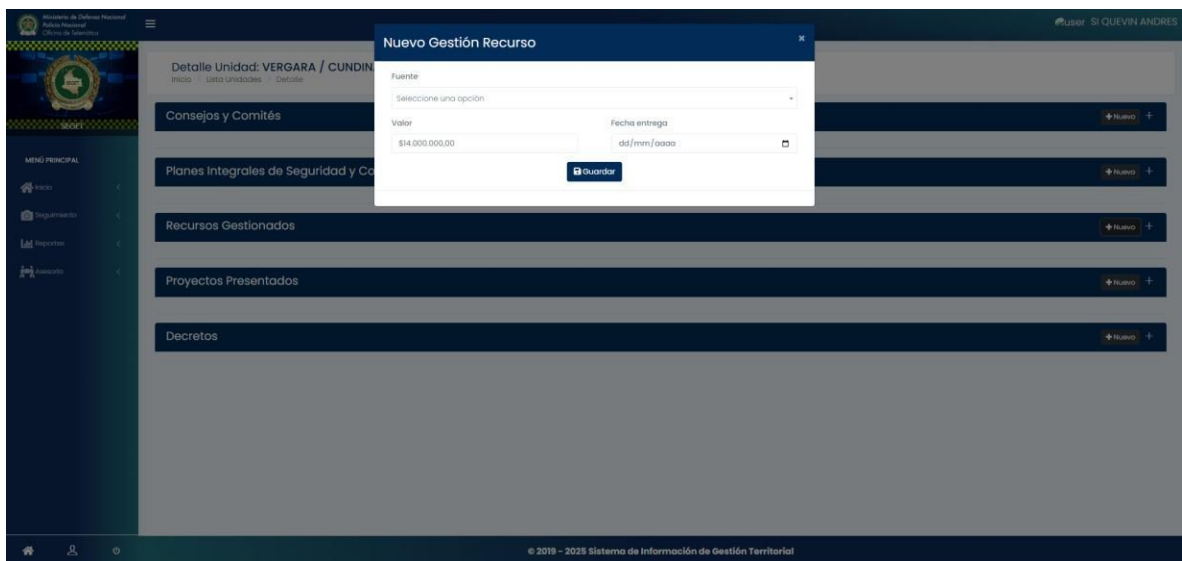 Ministerio de Defensa Nacional
Policía Nacional
Oficina de Telemática
user SI QUEVIN ANDRES
Nuevo Gestión Recurso
×
Detalle Unidad: VERGARA / CUNDIN
Inicio / Lista Unidades / Detalle
Fuente
Seleccione una opción
Consejos y Comités
Nuevo
Valor
Fecha entrega
$14.000.000,00
dd/mm/aaaa
MENÚ PRINCIPAL
Planes Integrales de Seguridad y Co
Guardar
Nuevo
Inicio
Seguimiento
Recursos Gestionados
Nuevo
Reportes
Asesoría
Proyectos Presentados
Nuevo
Decretos
Nuevo
© 2019 - 2025 Sistema de Información de Gestión Territorial